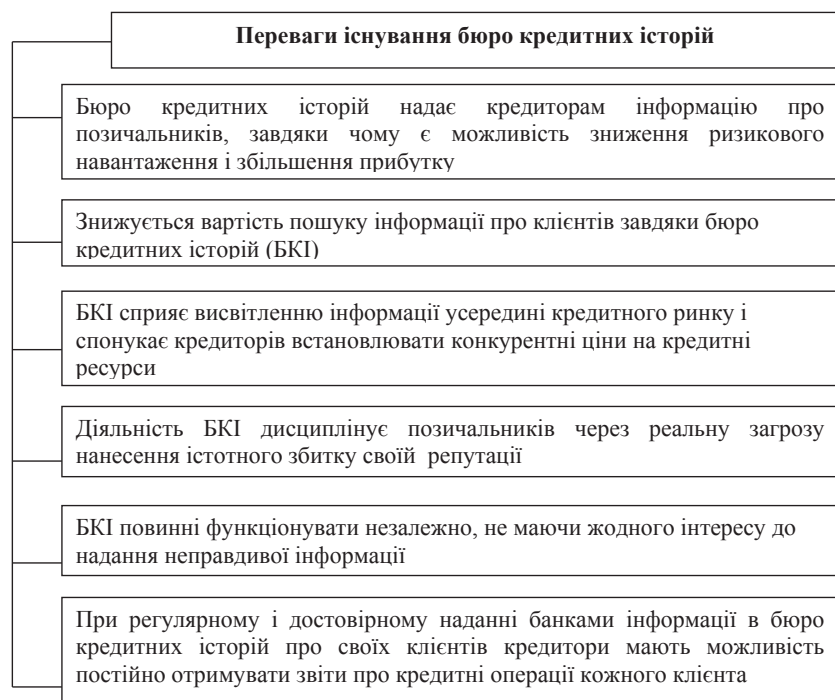 Переваги існування бюро кредитних історій
Бюро кредитних історій надає кредиторам інформацію про
позичальників, завдяки чому є можливість зниження ризикового
навантаження і збільшення прибутку
Знижується вартість пошуку інформації про клієнтів завдяки бюро
кредитних історій (БКІ)
БКІ сприяє висвітленню інформації усередині кредитного ринку і
спонукає кредиторів встановлювати конкурентні ціни на кредитні
ресурси
Діяльність БКІ дисциплінує позичальників через реальну загрозу
нанесення істотного збитку своїй репутації
БКІ повинні функціонувати незалежно, не маючи жодного інтересу до
надання неправдивої інформації
При регулярному і достовірному наданні банками інформації в бюро
кредитних історій про своїх клієнтів кредитори мають можливість
постійно отримувати звіти про кредитні операції кожного клієнта